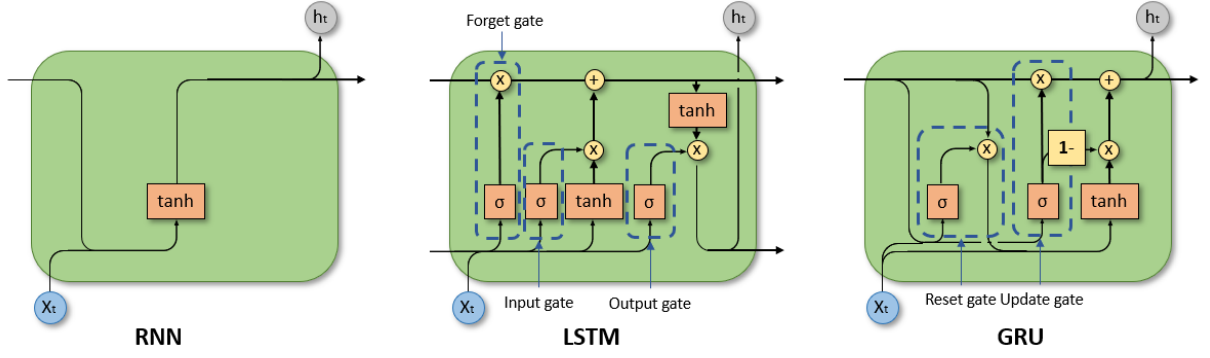 hₜ
tanh
Xₜ
RNN
Forget gate
hₜ
x
+
tanh
x
x
σ
σ
tanh
σ
Xₜ
Input gate
Output gate
LSTM
hₜ
x
+
x
1-
x
σ
σ
tanh
Xₜ
Reset gate Update gate
GRU